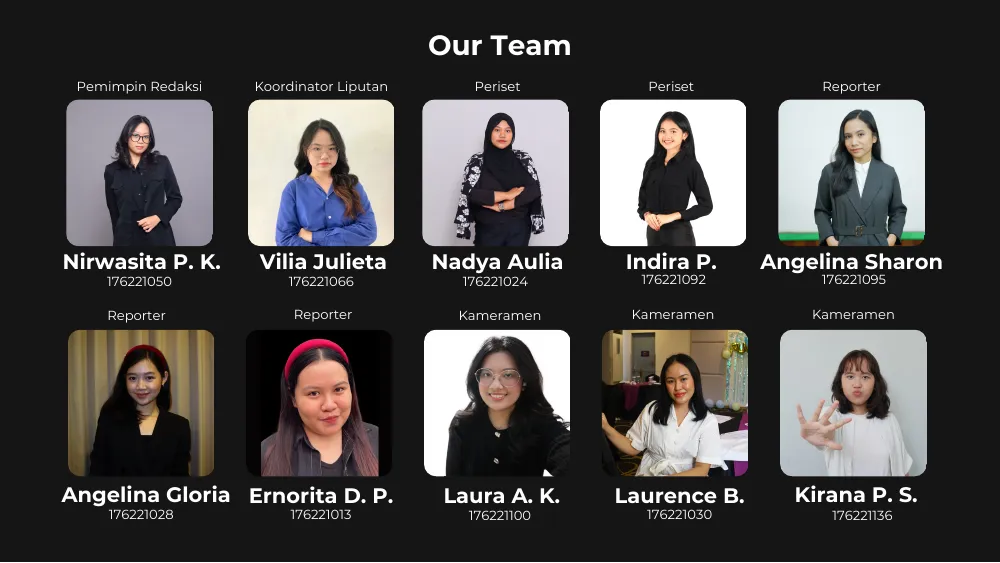 Our Team
Pemimpin Redaksi
Koordinator Liputan
Periset
Periset
Reporter
Nirwasita P. K.
Vilia Julieta
Nadya Aulia
Indira P.
Angelina Sharon
176221050
176221066
176221024
176221092
176221095
Reporter
Reporter
Kameramen
Kameramen
Kameramen
Angelina Gloria
Ernorita D. P.
Laura A. K.
Laurence B.
Kirana P. S.
176221028
176221013
176221100
176221030
176221136